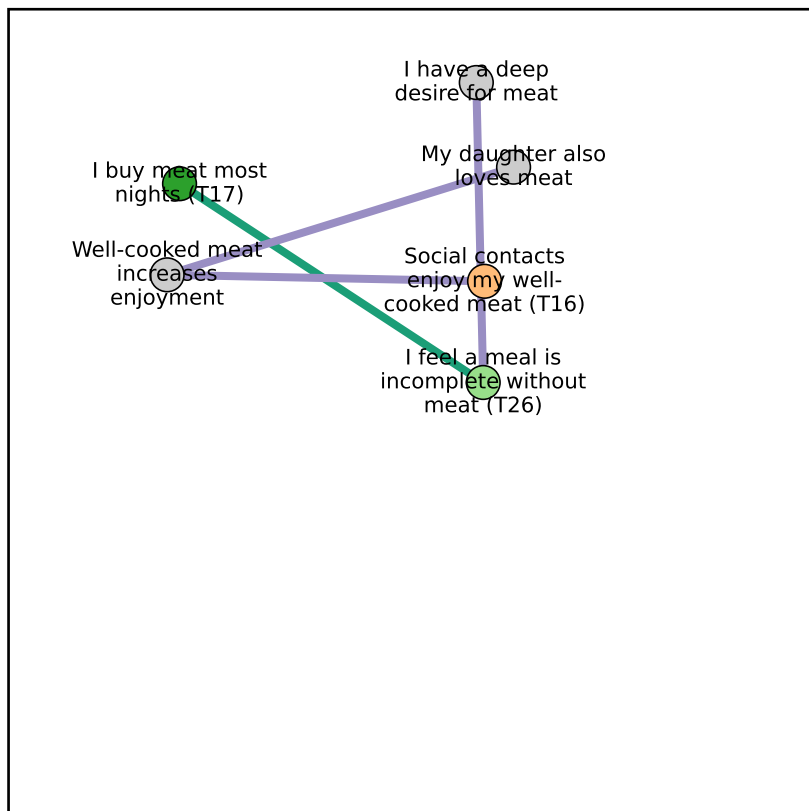 I have a deep
desire for meat
My daughter also
loves meat
I buy meat most
nights (T17)
Well-cooked meat
increases
enjoyment
Social contacts
enjoy my well-
cooked meat (T16)
I feel a meal is
incomplete without
meat (T26)